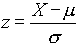 z = (X − μ) / σ